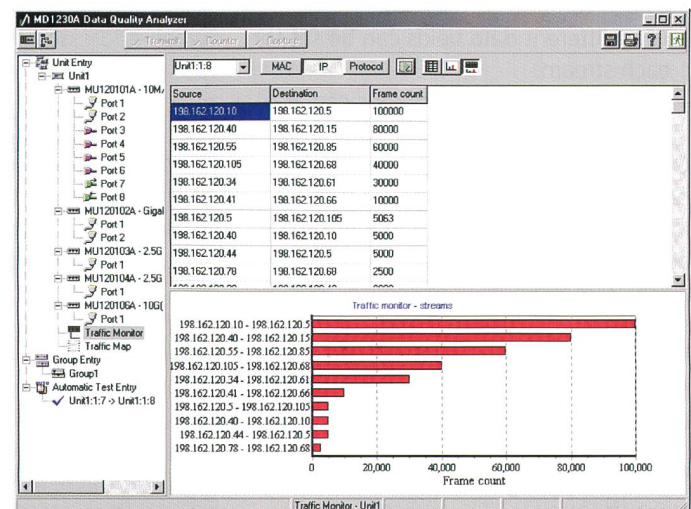 MD1230A Data Quality Analyzer
Transmit Counter Capture
Unit Entry
Unit1
MU120101A - 10M/
Port 1
Port 2
Port 3
Port 4
Port 5
Port 6
Port 7
Port 8
MU120102A - Gigal
Port 1
Port 2
MU120103A - 2.5G
Port 1
MU120104A - 2.5G
Port 1
MU120106A - 10G(
Port 1
Traffic Monitor
Traffic Map
Group Entry
Group1
Automatic Test Entry
Unit1:1:7 -> Unit1:1:8
Unit1:1:8 MAC IP Protocol
Source Destination Frame count
198.162.120.10 198.162.120.5 100000
198.162.120.40 198.162.120.15 80000
198.162.120.55 198.162.120.85 60000
198.162.120.105 198.162.120.68 40000
198.162.120.34 198.162.120.61 30000
198.162.120.41 198.162.120.66 10000
198.162.120.5 198.162.120.105 5063
198.162.120.40 198.162.120.10 5000
198.162.120.44 198.162.120.5 5000
198.162.120.78 198.162.120.68 2500
Traffic monitor - streams
198.162.120.10 - 198.162.120.5
198.162.120.40 - 198.162.120.15
198.162.120.55 - 198.162.120.85
198.162.120.105 - 198.162.120.68
198.162.120.34 - 198.162.120.61
198.162.120.41 - 198.162.120.66
198.162.120.5 - 198.162.120.105
198.162.120.40 - 198.162.120.10
198.162.120.44 - 198.162.120.5
198.162.120.78 - 198.162.120.68
0 20,000 40,000 60,000 80,000 100,000
Frame count
Traffic Monitor - Unit1